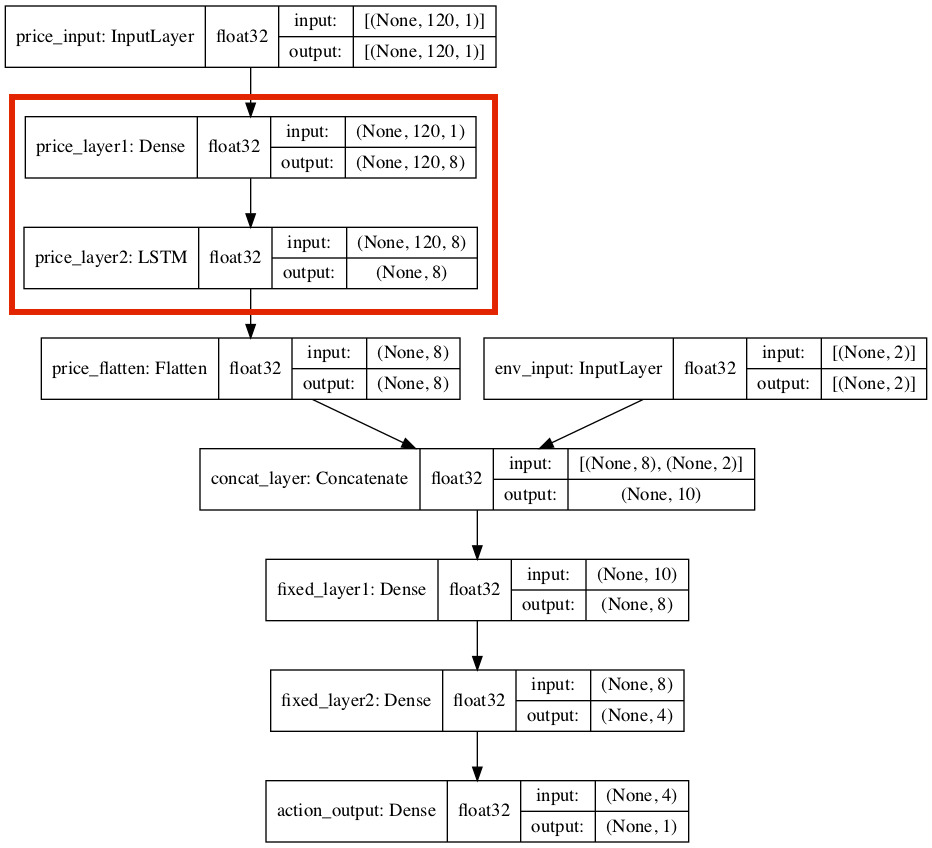 price_input: InputLayer float32 input: [(None, 120, 1)]
output: [(None, 120, 1)]
price_layer1: Dense float32 input: (None, 120, 1)
output: (None, 120, 8)
price_layer2: LSTM float32 input: (None, 120, 8)
output: (None, 8)
price_flatten: Flatten float32 input: (None, 8)
output: (None, 8)
env_input: InputLayer float32 input: [(None, 2)]
output: [(None, 2)]
concat_layer: Concatenate float32 input: [(None, 8), (None, 2)]
output: (None, 10)
fixed_layer1: Dense float32 input: (None, 10)
output: (None, 8)
fixed_layer2: Dense float32 input: (None, 8)
output: (None, 4)
action_output: Dense float32 input: (None, 4)
output: (None, 1)